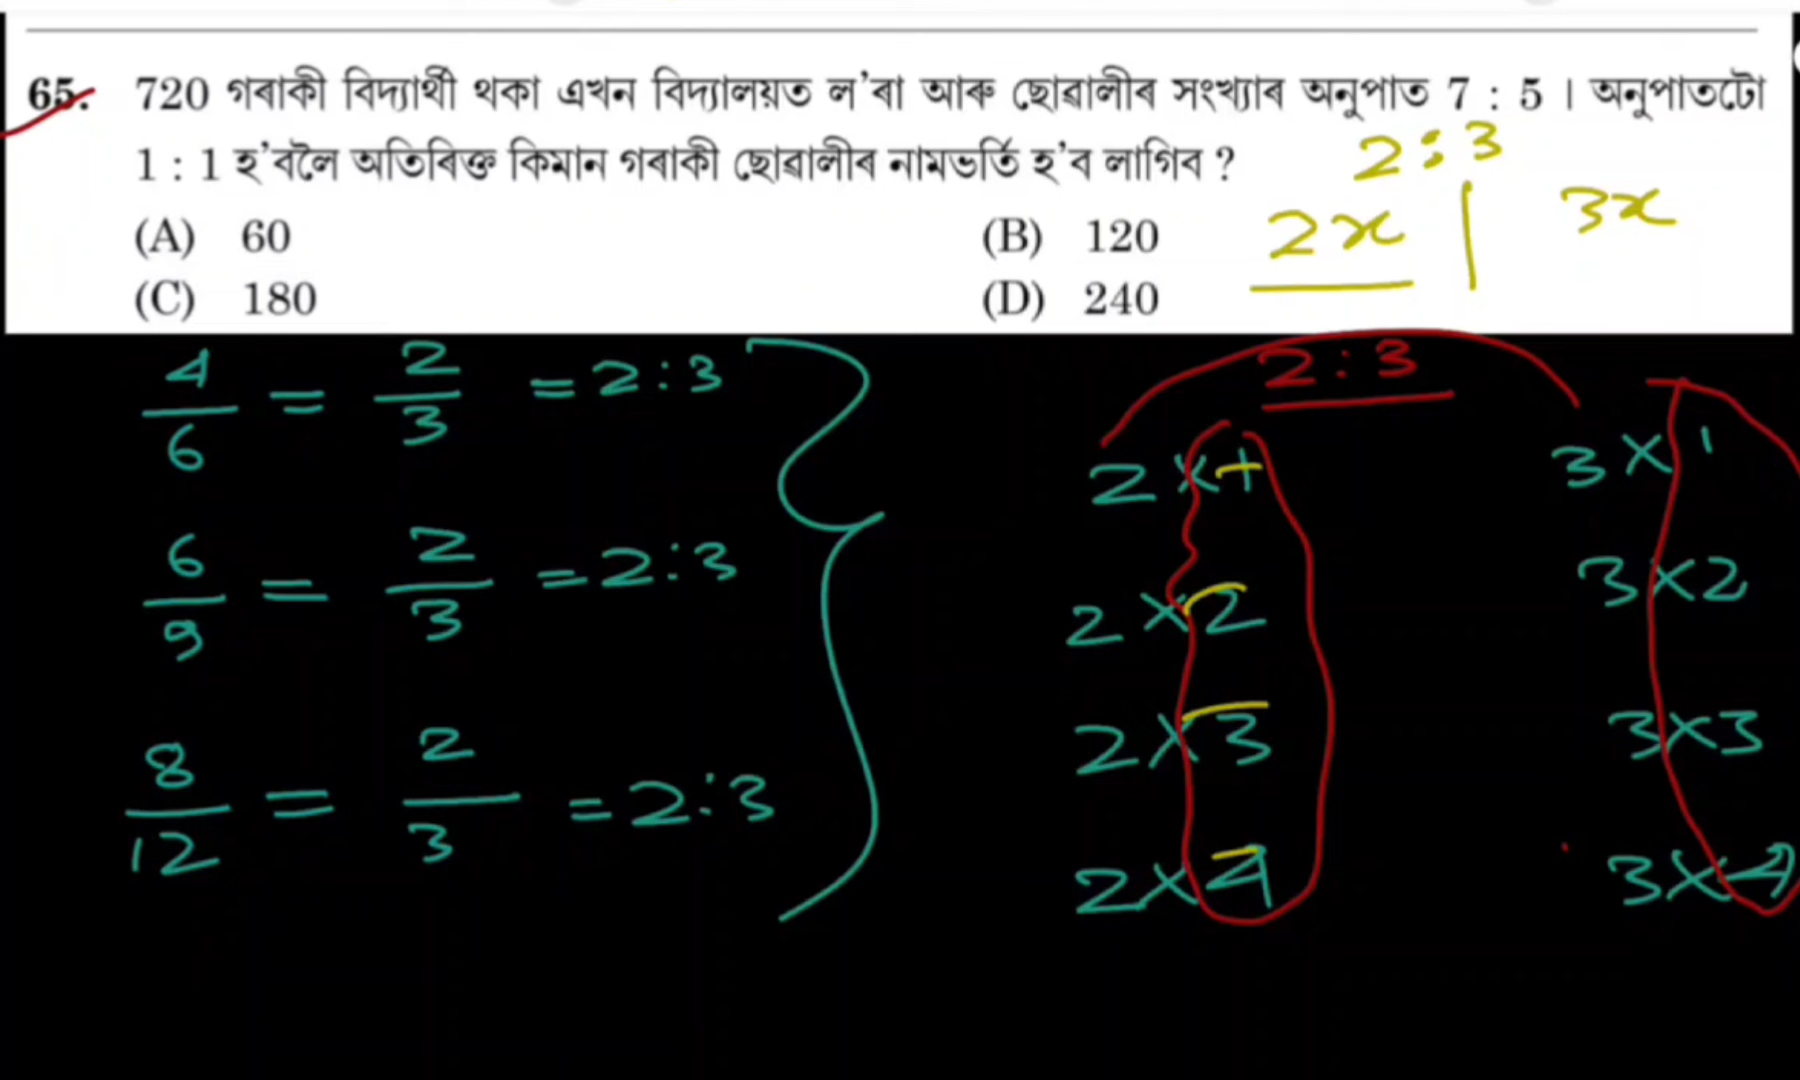 65. 720 গৰাকী বিদ্যাৰ্থী থকা এখন বিদ্যালয়ত ল'ৰা আৰু ছোৱালীৰ সংখ্যাৰ অনুপাত 7 : 5 । অনুপাতটো
1 : 1 হ'বলৈ অতিৰিক্ত কিমান গৰাকী ছোৱালীৰ নামভৰ্তি হ'ব লাগিব ?
2:3
(A) 60 (B) 120
2x | 3x
(C) 180 (D) 240
4/6 = 2/3 = 2:3
2:3
2×1 3×1
6/9 = 2/3 = 2:3
2×2 3×2
8/12 = 2/3 = 2:3
2×3 3×3
2×4 3×4